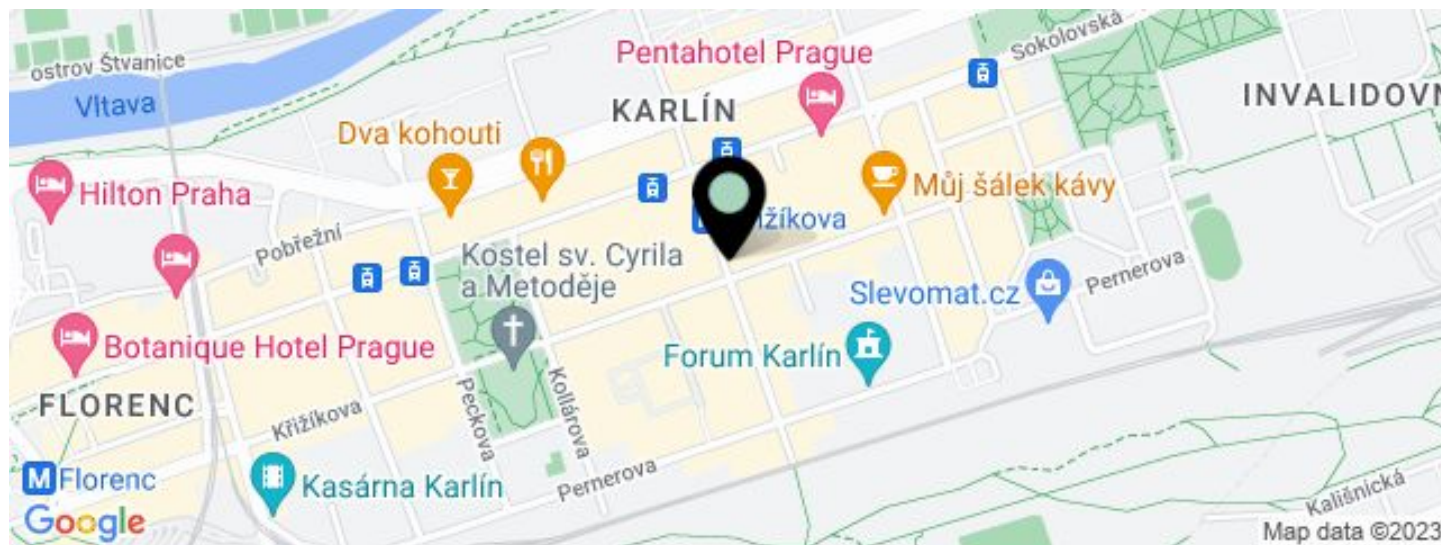 Pentahotel Prague
Sokolovská
ostrov Štvanice
Vltava
KARLÍN
INVALIDOVN
Dva kohouti
Hilton Praha
Můj šálek kávy
žíkova
Pobřežní
Kostel sv. Cyrila
a Metoděje
Pernerova
Slevomat.cz
Botanique Hotel Prague
Forum Karlín
FLORENC
Křižíkova
Peckova
Kollárova
M Florenc
Kasárna Karlín
Pernerova
Kališnická
Google
Map data ©2023